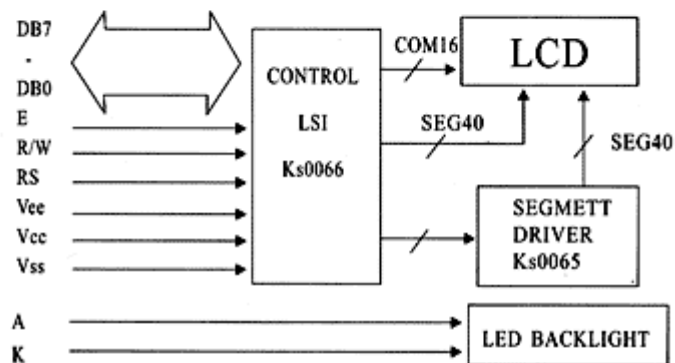 DB7
.
DB0
E
R/W
RS
Vee
Vcc
Vss
A
K
CONTROL
LSI
Ks0066
COM16
SEG40
LCD
SEG40
SEGMETT
DRIVER
Ks0065
LED BACKLIGHT